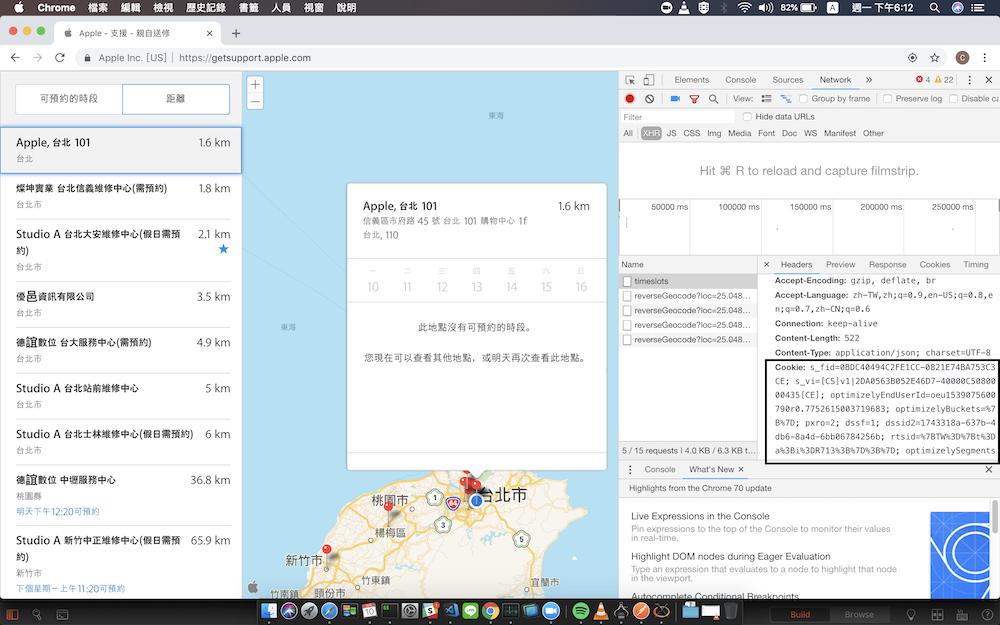 Chrome 檔案 編輯 檢視 歷史記錄 書籤 人員 視窗 說明 82% A 週一 下午6:12
Apple - 支援 - 親自送修
Apple Inc. [US] | https://getsupport.apple.com
可預約的時段 距離
Apple, 台北 101 1.6 km
台北
燦坤實業 台北信義維修中心(需預約) 1.8 km
台北市
Studio A 台北大安維修中心(假日需預約) 2.1 km
台北市
優邑資訊有限公司 3.5 km
台北市
德誼數位 台大服務中心(需預約) 4.9 km
台北市
Studio A 台北站前維修中心 5 km
台北市
Studio A 台北士林維修中心(假日需預約) 6 km
台北市
德誼數位 中壢服務中心 36.8 km
桃園縣
明天下午12:20可預約
Studio A 新竹中正維修中心(假日需預約) 65.9 km
新竹市
下個星期一上午11:20可預約
東海
東海
Apple, 台北 101 1.6 km
信義區市府路 45 號 台北 101 購物中心 1f
台北, 110
一 二 三 四 五 六 日
10 11 12 13 14 15 16
此地點沒有可預約的時段。
您現在可以查看其他地點，或明天再次查看此地點。
桃園市
1
台北市
楊梅區
3
5
新竹市
竹東鎮
宜蘭市
竹南鎮
頭份市
Elements Console Sources Network 4 22
View: Group by frame Preserve log Disable ca
Filter Hide data URLs
All XHR JS CSS Img Media Font Doc WS Manifest Other
Hit ⌘ R to reload and capture filmstrip.
50000 ms 100000 ms 150000 ms 200000 ms 250000 ms
Name
timeslots
reverseGeocode?loc=25.048...
reverseGeocode?loc=25.048...
reverseGeocode?loc=25.048...
reverseGeocode?loc=25.048...
5 / 15 requests | 4.0 KB / 6.3 KB t...
Headers Preview Response Cookies Timing
Accept-Encoding: gzip, deflate, br
Accept-Language: zh-TW,zh;q=0.9,en-US;q=0.8,e
n;q=0.7,zh-CN;q=0.6
Connection: keep-alive
Content-Length: 522
Content-Type: application/json; charset=UTF-8
Cookie: s_fid=0BDC40494C2FE1CC-0821E74BA753C3
CE; s_vi=[CS]v1|2DA0563B052E46D7-40000C508000
00435[CE]; optimizelyEndUserId=oeu1539075600
790r0.7752615003719683; optimizelyBuckets=%7
B%7D; pxro=2; dssf=1; dssid2=1743318a-637b-4d
b6-8a4d-6bb06784256b; rtsid=%7BTW%3D%7Bt%3D
a%3Bi%3DR713%3B%7D%3B%7D; optimizelySegments
Console What's New
Highlights from the Chrome 70 update
Live Expressions in the Console
Pin expressions to the top of the Console to monitor their values
in real-time.
Highlight DOM nodes during Eager Evaluation
Type an expression that evaluates to a node to highlight that node
in the viewport.
Autocomplete Conditional Breakpoints
Build Browse